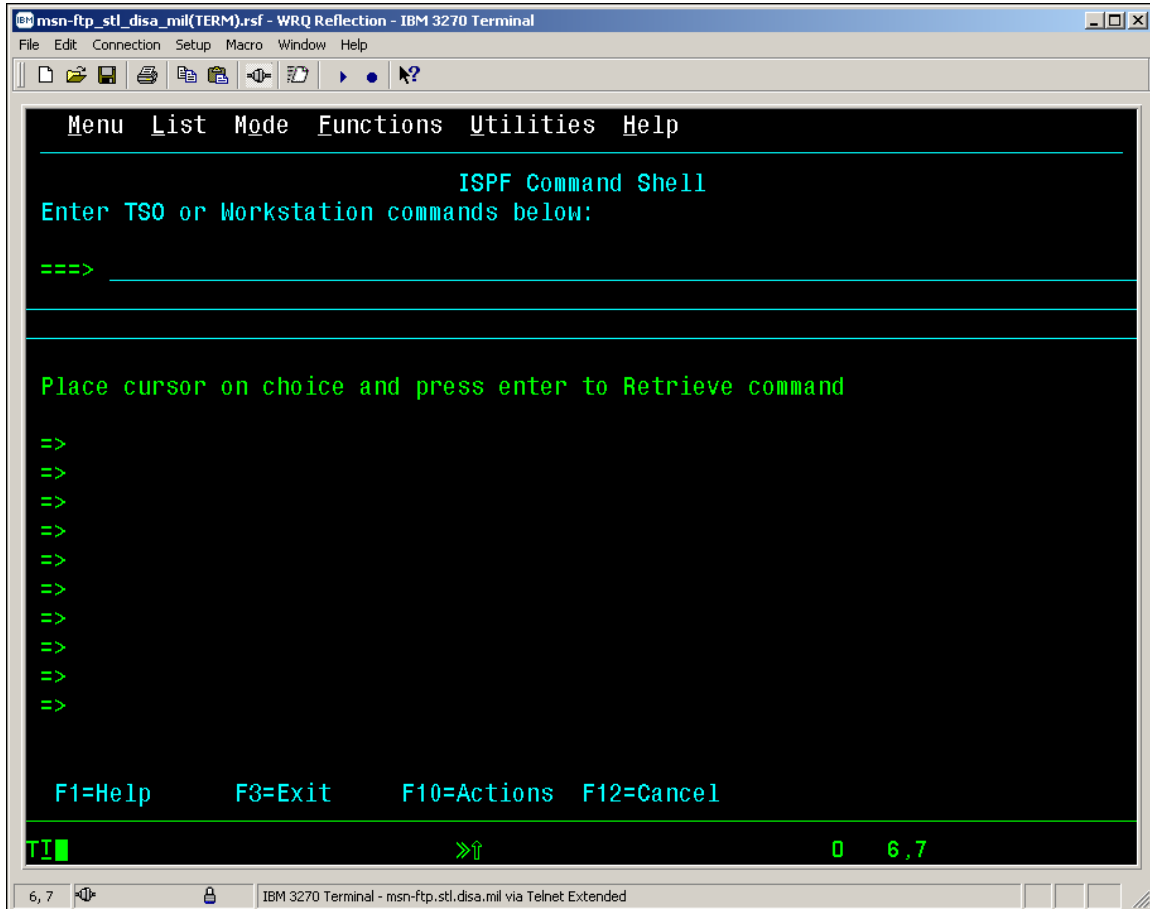 msn-ftp_stl_disa_mil(TERM).rsf - WRQ Reflection - IBM 3270 Terminal
File Edit Connection Setup Macro Window Help
Menu List Mode Functions Utilities Help
ISPF Command Shell
Enter TSO or Workstation commands below:
===>
Place cursor on choice and press enter to Retrieve command
=>
=>
=>
=>
=>
=>
=>
=>
=>
=>
F1=Help F3=Exit F10=Actions F12=Cancel
0 6,7
6, 7 IBM 3270 Terminal - msn-ftp.stl.disa.mil via Telnet Extended